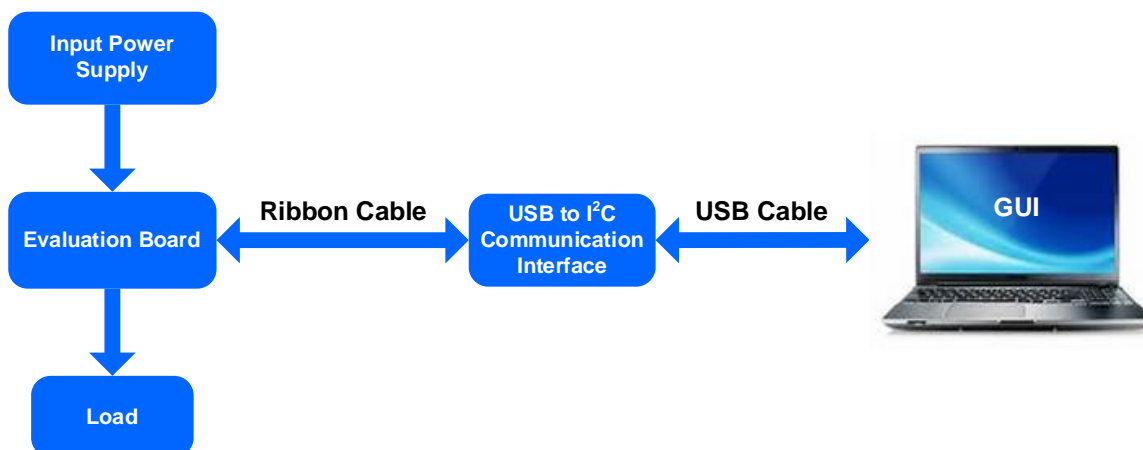 Input Power
Supply
Evaluation Board
Ribbon Cable
USB to I²C
Communication
Interface
USB Cable
GUI
Load